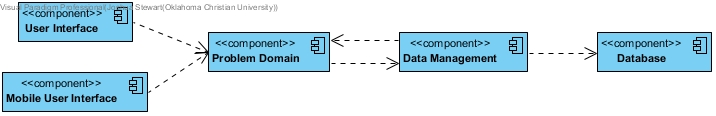 Visual Paradigm Professional(Jo Stewart(Oklahoma Christian University))
<<component>>
User Interface
<<component>>
Mobile User Interface
<<component>>
Problem Domain
<<component>>
Data Management
<<component>>
Database